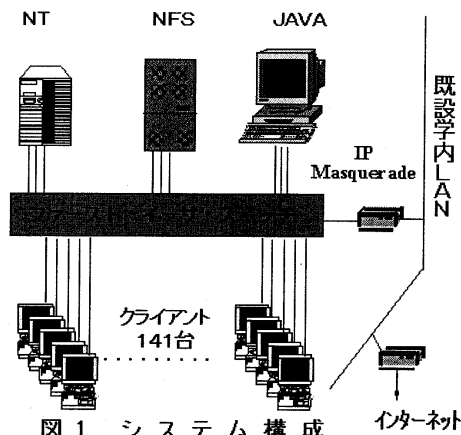 NT
NFS
JAVA
IP
Masquerade
既設学内LAN
クライアント
141台
図1 システム構成
インターネット